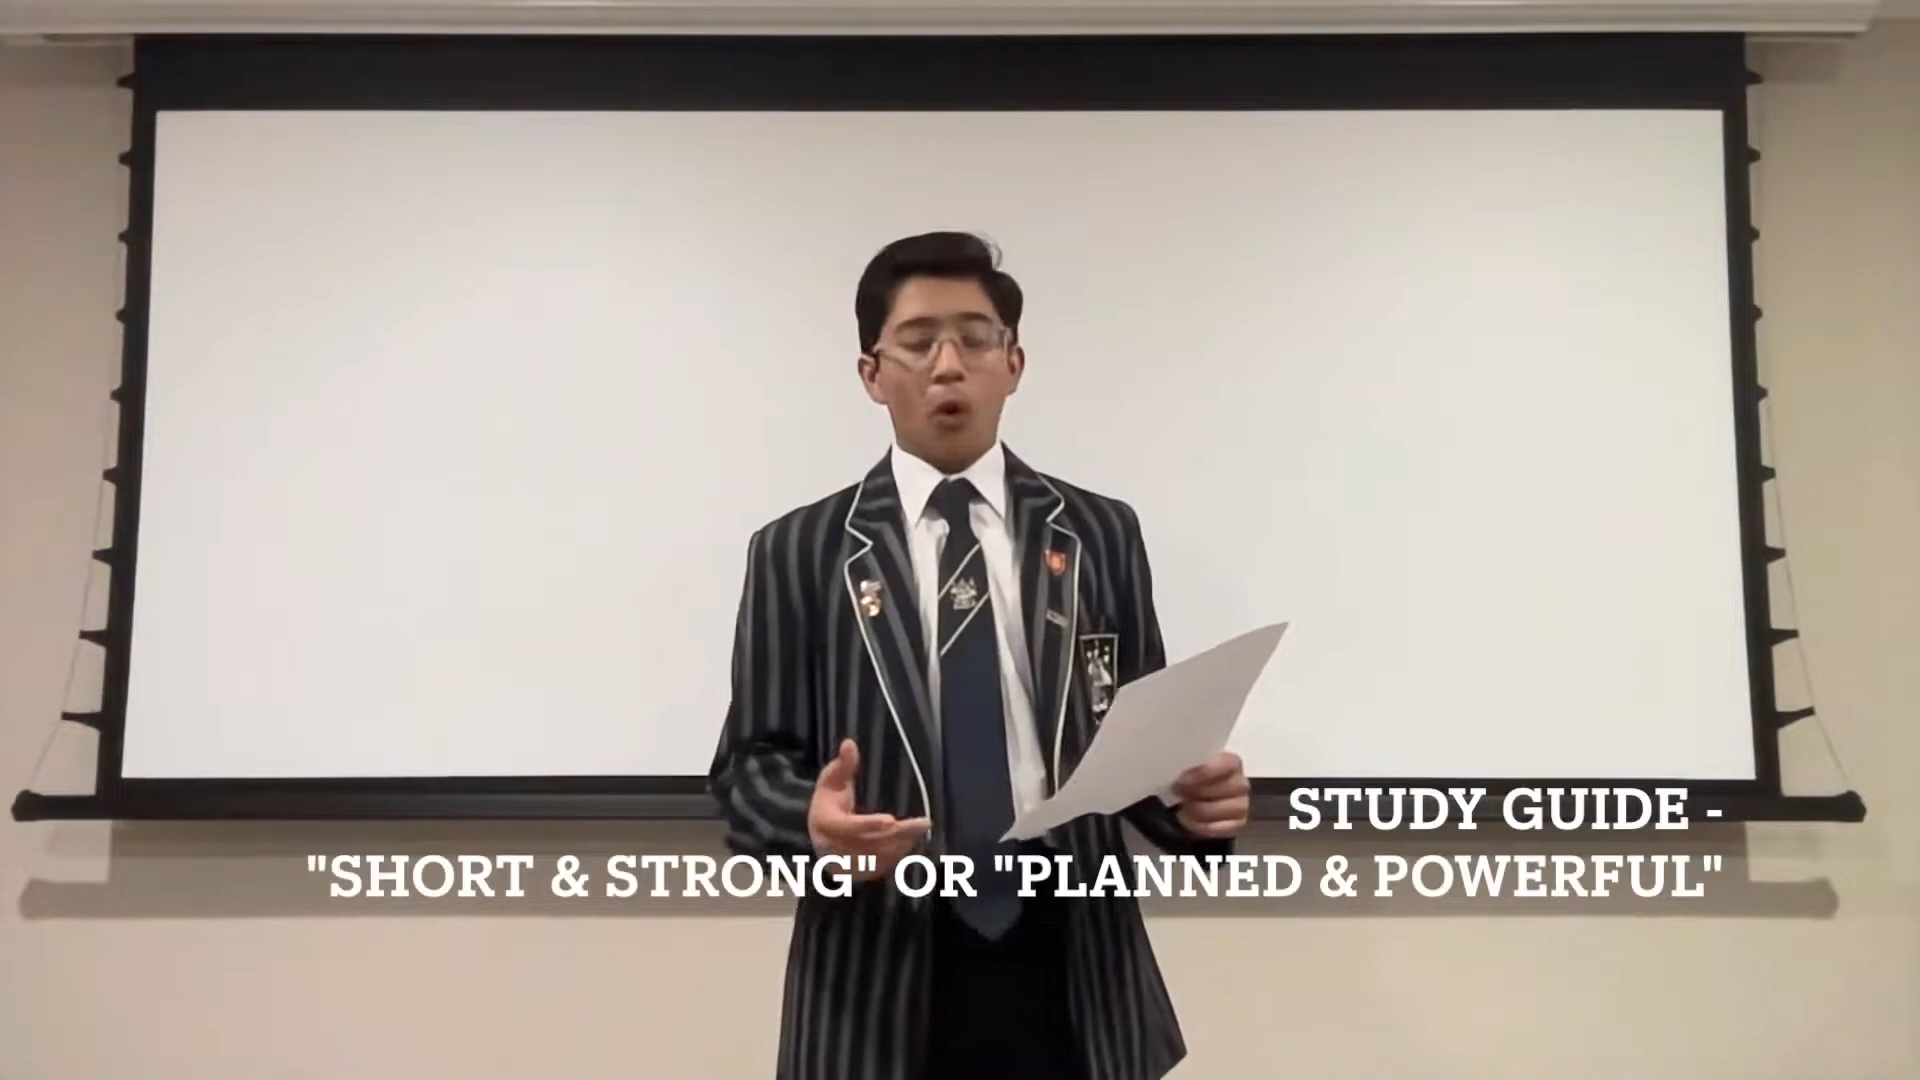 STUDY GUIDE -
"SHORT & STRONG" OR "PLANNED & POWERFUL"